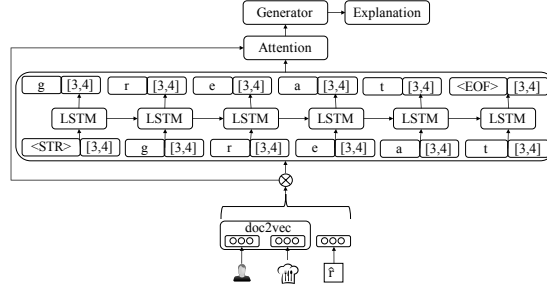 Generator Explanation
Attention
g [3,4] r [3,4] e [3,4] a [3,4] t [3,4] <EOF> [3,4]
LSTM LSTM LSTM LSTM LSTM LSTM
<STR> [3,4] g [3,4] r [3,4] e [3,4] a [3,4] t [3,4]
doc2vec
r̂